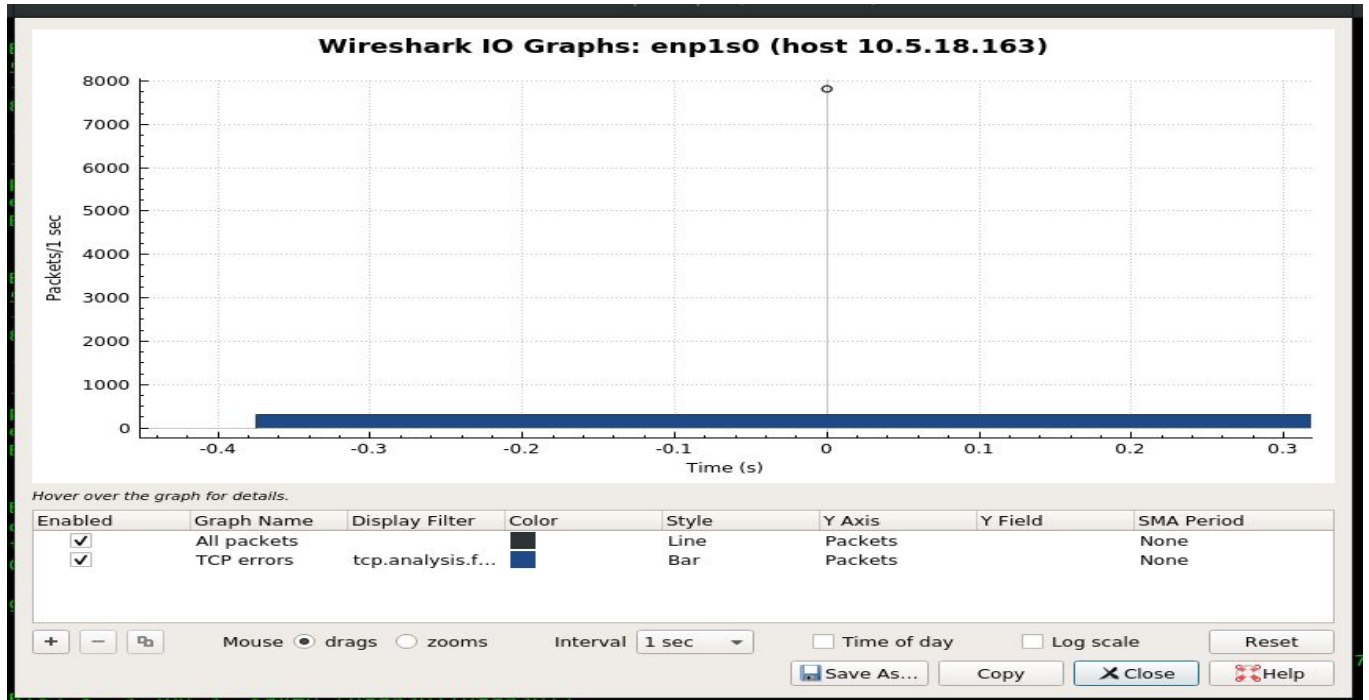 Wireshark IO Graphs: enp1s0 (host 10.5.18.163)
8000
7000
6000
5000
4000
3000
2000
1000
0
Packets/1 sec
-0.4 -0.3 -0.2 -0.1 0 0.1 0.2 0.3
Time (s)
Hover over the graph for details.
Enabled Graph Name Display Filter Color Style Y Axis Y Field SMA Period
All packets Line Packets None
TCP errors tcp.analysis.f... Bar Packets None
+ − Mouse drags zooms Interval 1 sec Time of day Log scale Reset
Save As... Copy Close Help